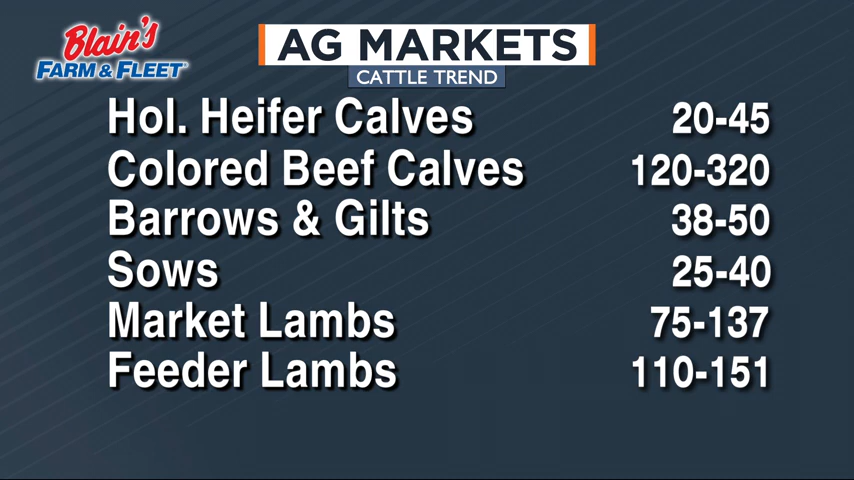 Blain's
FARM & FLEET
AG MARKETS
CATTLE TREND
Hol. Heifer Calves 20-45
Colored Beef Calves 120-320
Barrows & Gilts 38-50
Sows 25-40
Market Lambs 75-137
Feeder Lambs 110-151